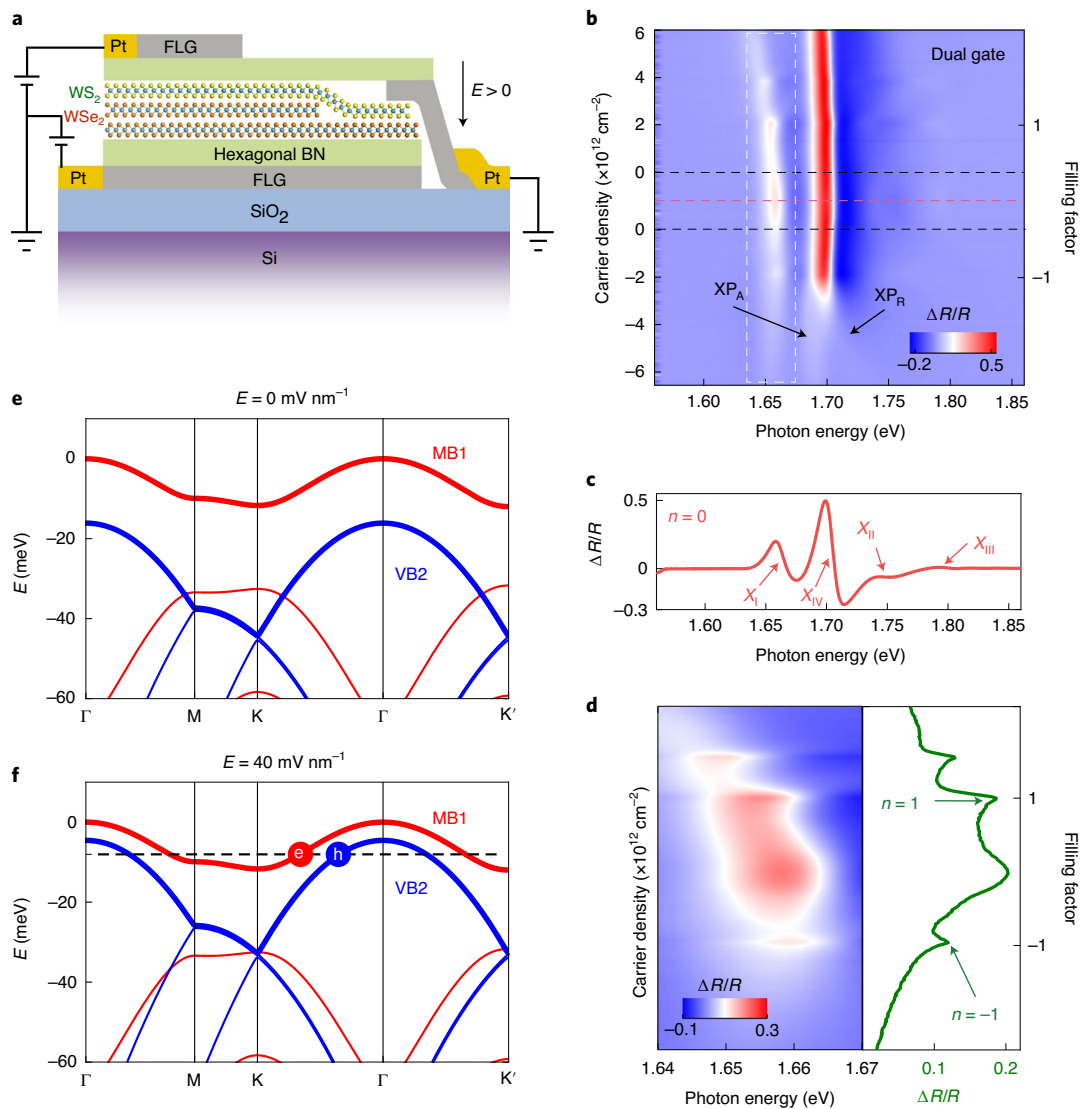 a
Pt
FLG
WS2
WSe2
E > 0
Hexagonal BN
Pt
FLG
Pt
SiO2
Si
b
Dual gate
6
4
2
0
0
−2
−4
−6
1
−1
Carrier density (×10^12 cm^−2)
Filling factor
XPA
XPR
ΔR/R
−0.2
0.5
1.60
1.65
1.70
1.75
1.80
1.85
Photon energy (eV)
c
n = 0
0.5
0
−0.3
ΔR/R
XI
XIV
XII
XIII
1.60
1.65
1.70
1.75
1.80
1.85
Photon energy (eV)
d
Carrier density (×10^12 cm^−2)
ΔR/R
−0.1
0.3
1.64
1.65
1.66
1.67
Photon energy (eV)
n = 1
n = −1
1
−1
Filling factor
0.1
0.2
ΔR/R
e
E = 0 mV nm^−1
MB1
VB2
0
−20
−40
−60
E (meV)
Γ
M
K
Γ
K′
f
E = 40 mV nm^−1
MB1
e
h
VB2
0
−20
−40
−60
E (meV)
Γ
M
K
Γ
K′